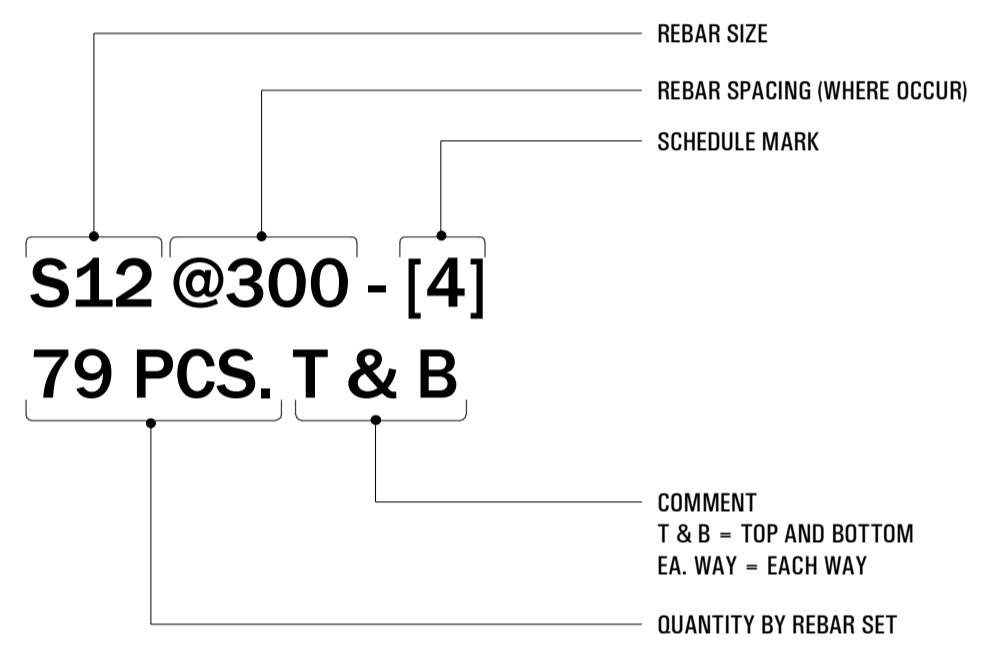 REBAR SIZE
REBAR SPACING (WHERE OCCUR)
SCHEDULE MARK
S12 @300 - [4]
79 PCS. T & B
COMMENT
T & B = TOP AND BOTTOM
EA. WAY = EACH WAY
QUANTITY BY REBAR SET